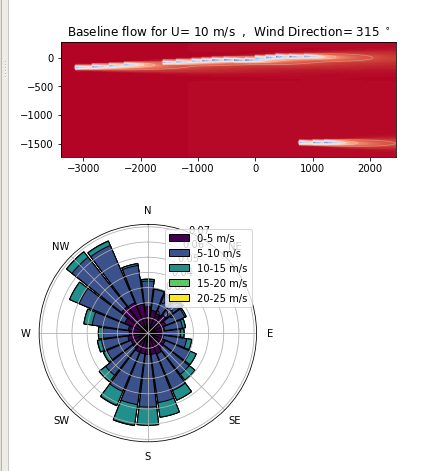 Baseline flow for U= 10 m/s , Wind Direction= 315 °
0
−500
−1000
−1500
−3000 −2000 −1000 0 1000 2000
N
NW
0.07
0-5 m/s
5-10 m/s
10-15 m/s
15-20 m/s
20-25 m/s
W
E
SW
SE
S